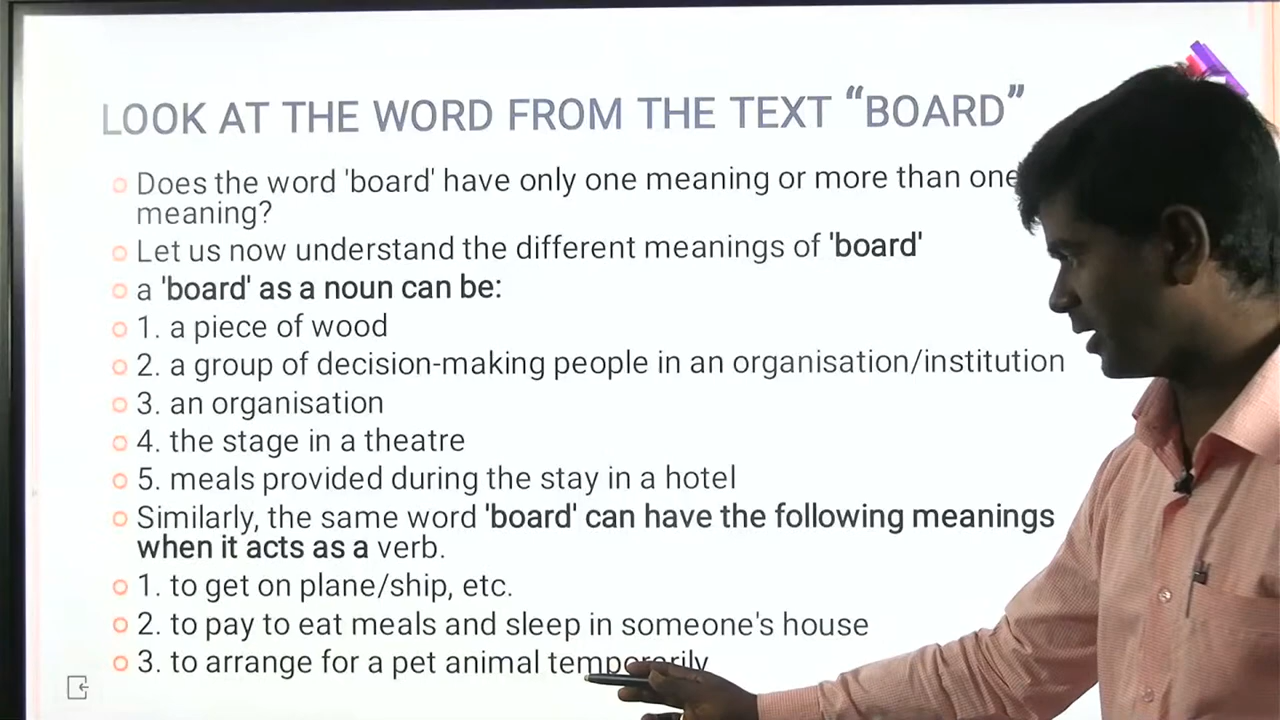 LOOK AT THE WORD FROM THE TEXT “BOARD”
Does the word 'board' have only one meaning or more than one
meaning?
Let us now understand the different meanings of 'board'
a 'board' as a noun can be:
1. a piece of wood
2. a group of decision-making people in an organisation/institution
3. an organisation
4. the stage in a theatre
5. meals provided during the stay in a hotel
Similarly, the same word 'board' can have the following meanings
when it acts as a verb.
1. to get on plane/ship, etc.
2. to pay to eat meals and sleep in someone's house
3. to arrange for a pet animal temporarily